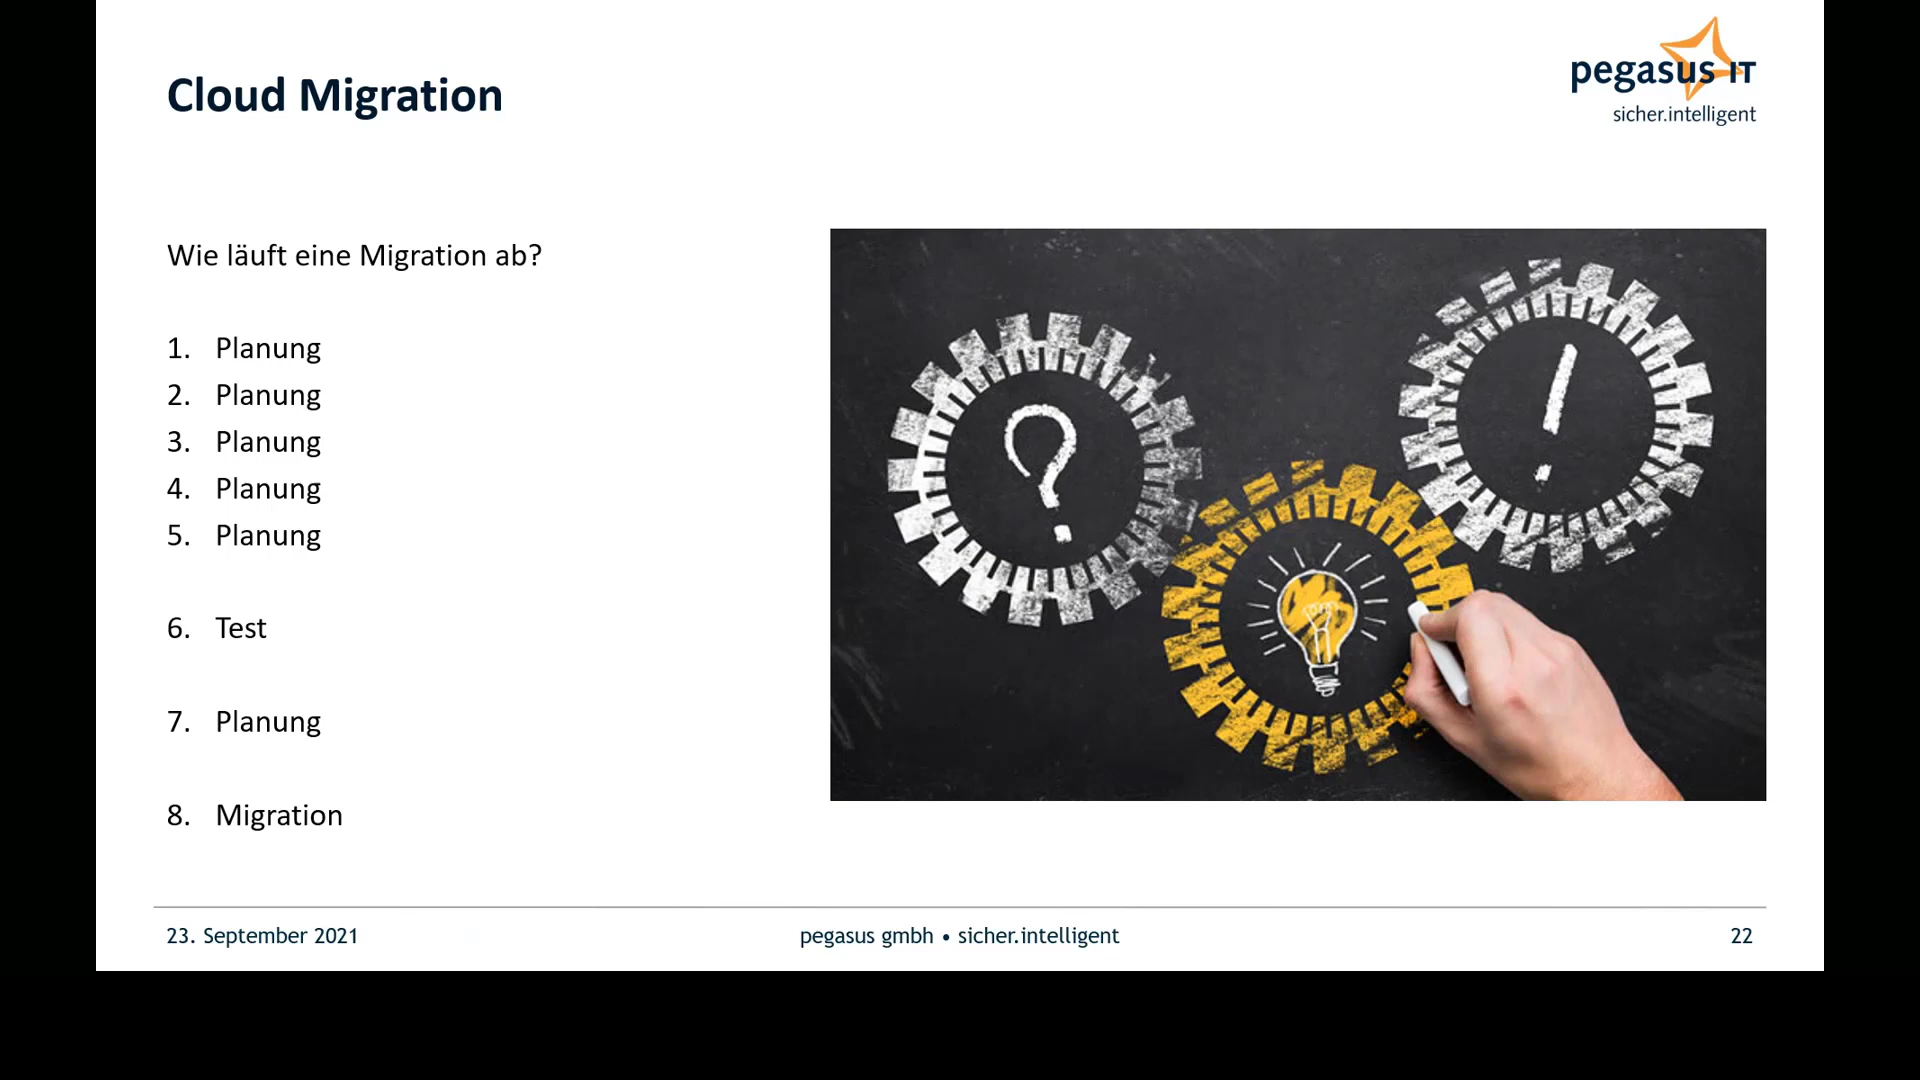 Cloud Migration
pegasus IT
sicher.intelligent
Wie läuft eine Migration ab?
1. Planung
2. Planung
3. Planung
4. Planung
5. Planung
6. Test
7. Planung
8. Migration
? !
23. September 2021 pegasus gmbh • sicher.intelligent 22